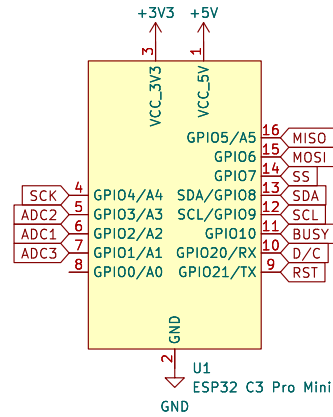 +3V3 +5V
3 1
VCC_3V3 VCC_5V
GPIO5/A5 16 MISO
GPIO6 15 MOSI
GPIO7 14 SS
SCK 4 GPIO4/A4 SDA/GPIO8 13 SDA
ADC2 5 GPIO3/A3 SCL/GPIO9 12 SCL
ADC1 6 GPIO2/A2 GPIO10 11 BUSY
ADC3 7 GPIO1/A1 GPIO20/RX 10 D/C
8 GPIO0/A0 GPIO21/TX 9 RST
GND
2
U1
ESP32 C3 Pro Mini
GND